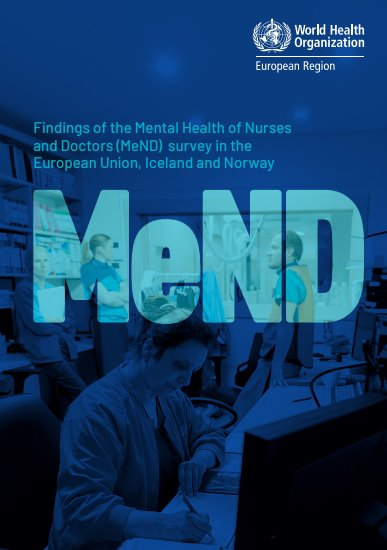 World Health
Organization
European Region
Findings of the Mental Health of Nurses
and Doctors (MeND) survey in the
European Union, Iceland and Norway
MeND